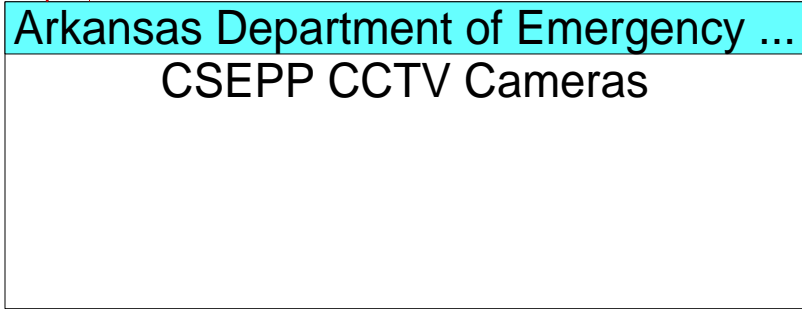 Arkansas Department of Emergency ...
CSEPP CCTV Cameras